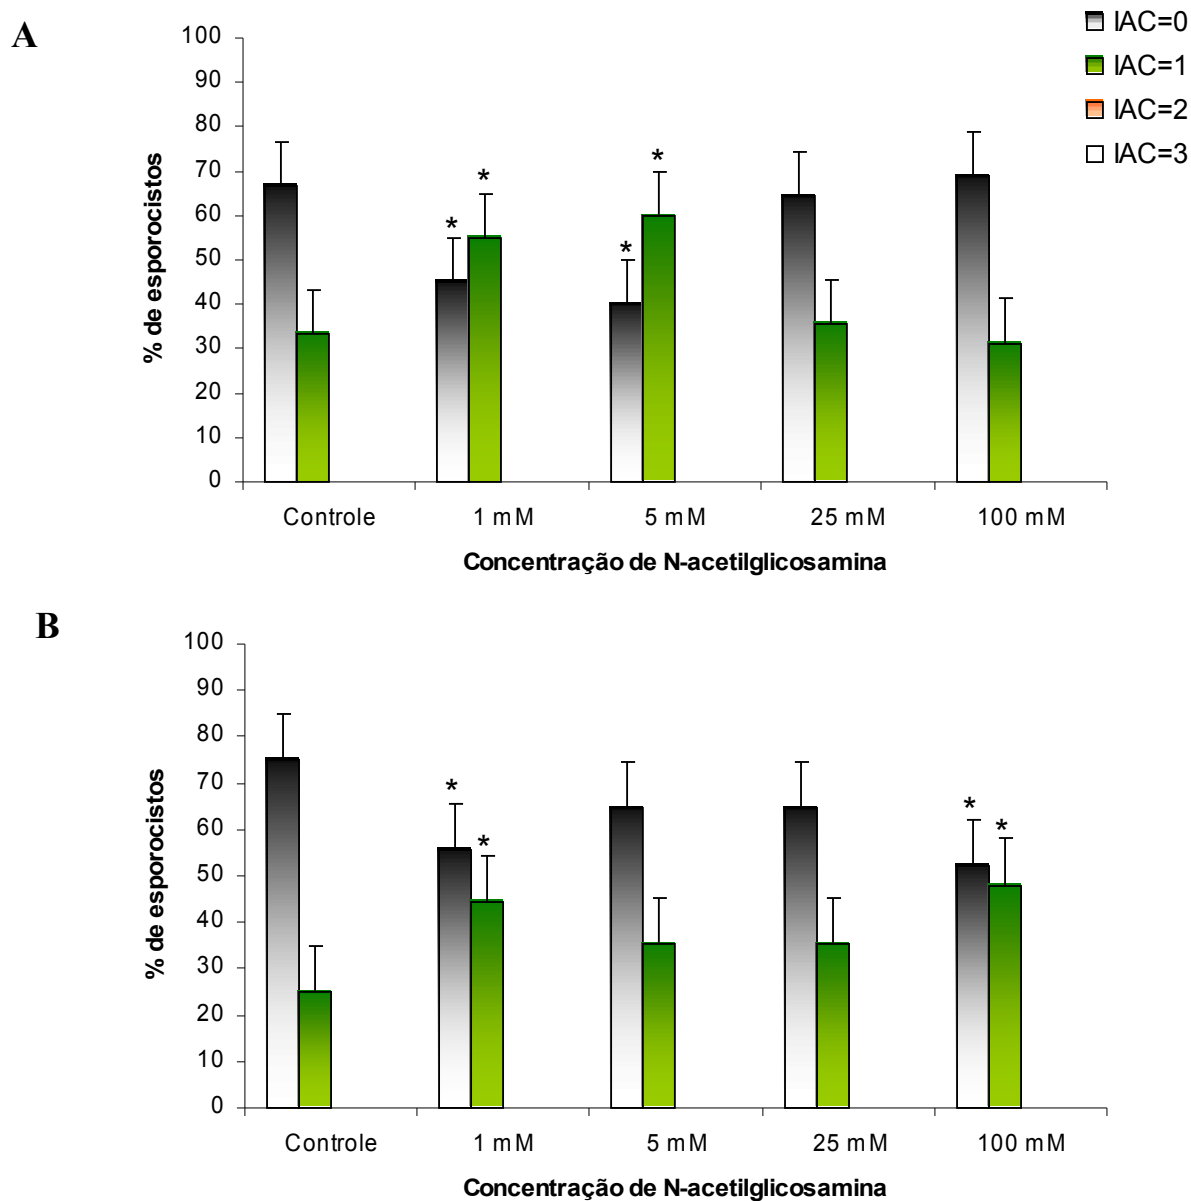 A
IAC=0
IAC=1
IAC=2
IAC=3
100
90
80
70
60
50
40
30
20
10
0
% de esporocistos
* * * *
Controle 1 mM 5 mM 25 mM 100 mM
Concentração de N-acetilglicosamina
B
100
90
80
70
60
50
40
30
20
10
0
% de esporocistos
* * * *
Controle 1 mM 5 mM 25 mM 100 mM
Concentração de N-acetilglicosamina